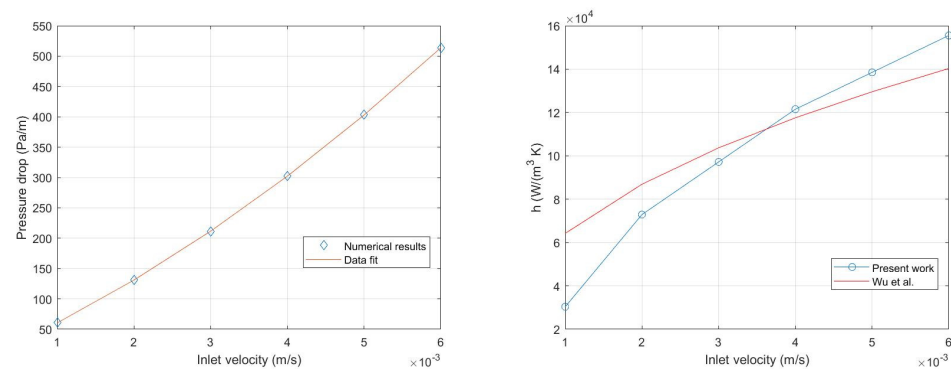 550
500
450
400
350
300
250
200
150
100
50
Pressure drop (Pa/m)
Numerical results
Data fit
1 2 3 4 5 6
Inlet velocity (m/s)
×10⁻³
×10⁴
16
14
12
10
8
6
4
2
h (W/(m³ K)
Present work
Wu et al.
1 2 3 4 5 6
Inlet velocity (m/s)
×10⁻³